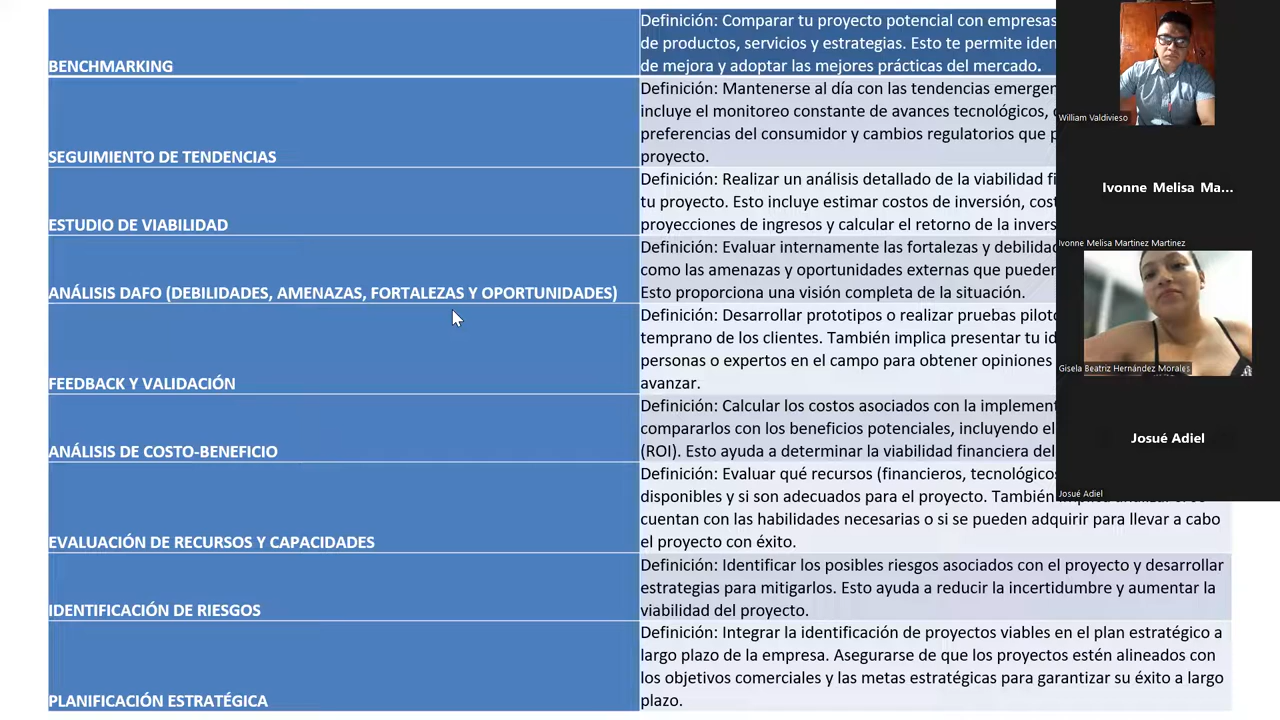 BENCHMARKING
Definición: Comparar tu proyecto potencial con empresas
de productos, servicios y estrategias. Esto te permite iden
de mejora y adoptar las mejores prácticas del mercado.
SEGUIMIENTO DE TENDENCIAS
Definición: Mantenerse al día con las tendencias emergen
incluye el monitoreo constante de avances tecnológicos,
preferencias del consumidor y cambios regulatorios que p
proyecto.
ESTUDIO DE VIABILIDAD
Definición: Realizar un análisis detallado de la viabilidad fi
tu proyecto. Esto incluye estimar costos de inversión, cost
proyecciones de ingresos y calcular el retorno de la invers
ANÁLISIS DAFO (DEBILIDADES, AMENAZAS, FORTALEZAS Y OPORTUNIDADES)
Definición: Evaluar internamente las fortalezas y debilidad
como las amenazas y oportunidades externas que pueden
Esto proporciona una visión completa de la situación.
FEEDBACK Y VALIDACIÓN
Definición: Desarrollar prototipos o realizar pruebas piloto
temprano de los clientes. También implica presentar tu id
personas o expertos en el campo para obtener opiniones
avanzar.
ANÁLISIS DE COSTO-BENEFICIO
Definición: Calcular los costos asociados con la implement
compararlos con los beneficios potenciales, incluyendo el
(ROI). Esto ayuda a determinar la viabilidad financiera del
EVALUACIÓN DE RECURSOS Y CAPACIDADES
Definición: Evaluar qué recursos (financieros, tecnológicos
disponibles y si son adecuados para el proyecto. También
cuentan con las habilidades necesarias o si se pueden adquirir para llevar a cabo
el proyecto con éxito.
IDENTIFICACIÓN DE RIESGOS
Definición: Identificar los posibles riesgos asociados con el proyecto y desarrollar
estrategias para mitigarlos. Esto ayuda a reducir la incertidumbre y aumentar la
viabilidad del proyecto.
PLANIFICACIÓN ESTRATÉGICA
Definición: Integrar la identificación de proyectos viables en el plan estratégico a
largo plazo de la empresa. Asegurarse de que los proyectos estén alineados con
los objetivos comerciales y las metas estratégicas para garantizar su éxito a largo
plazo.
William Valdivieso
Ivonne Melisa Ma...
Ivonne Melisa Martinez Martinez
Gisela Beatriz Hernández Morales
Josué Adiel
Josué Adiel